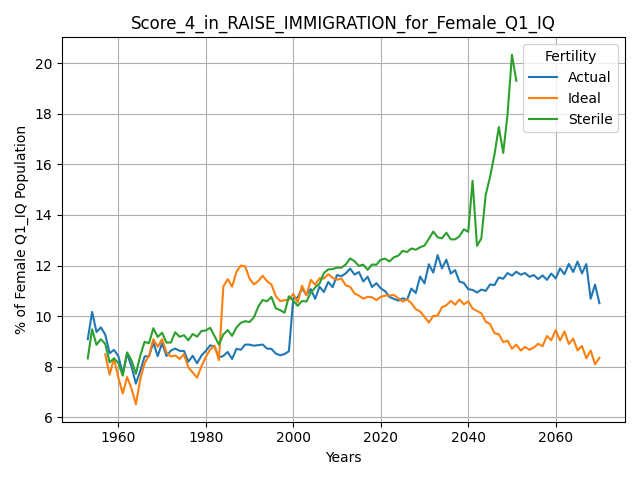 Score_4_in_RAISE_IMMIGRATION_for_Female_Q1_IQ
% of Female Q1_IQ Population
20
18
16
14
12
10
8
6
Fertility
Actual
Ideal
Sterile
1960
1980
2000
2020
2040
2060
Years